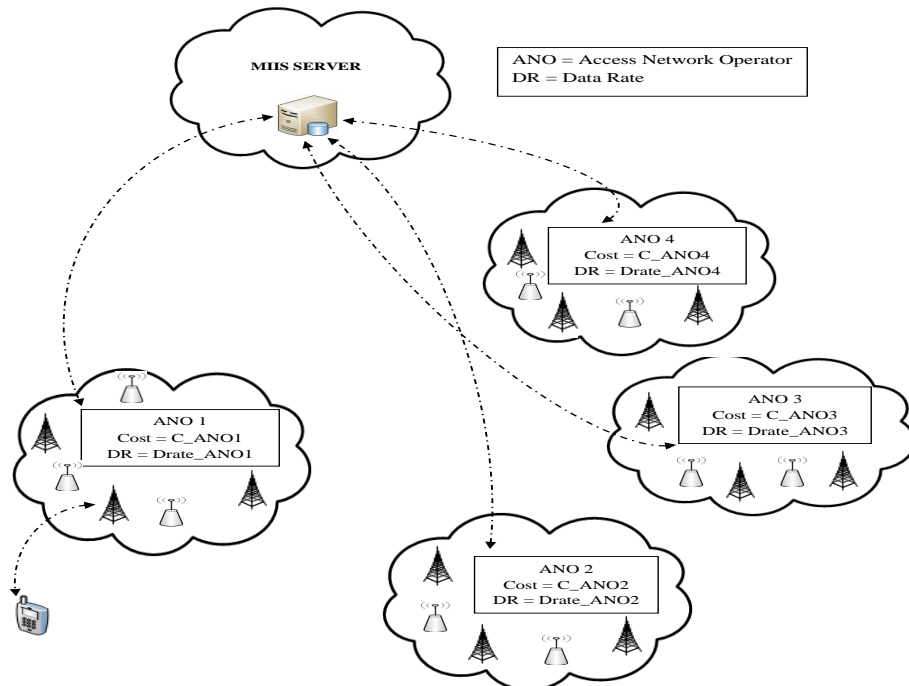 MIIS SERVER
ANO = Access Network Operator
DR = Data Rate
ANO 4
Cost = C_ANO4
DR = Drate_ANO4
ANO 1
Cost = C_ANO1
DR = Drate_ANO1
ANO 3
Cost = C_ANO3
DR = Drate_ANO3
ANO 2
Cost = C_ANO2
DR = Drate_ANO2